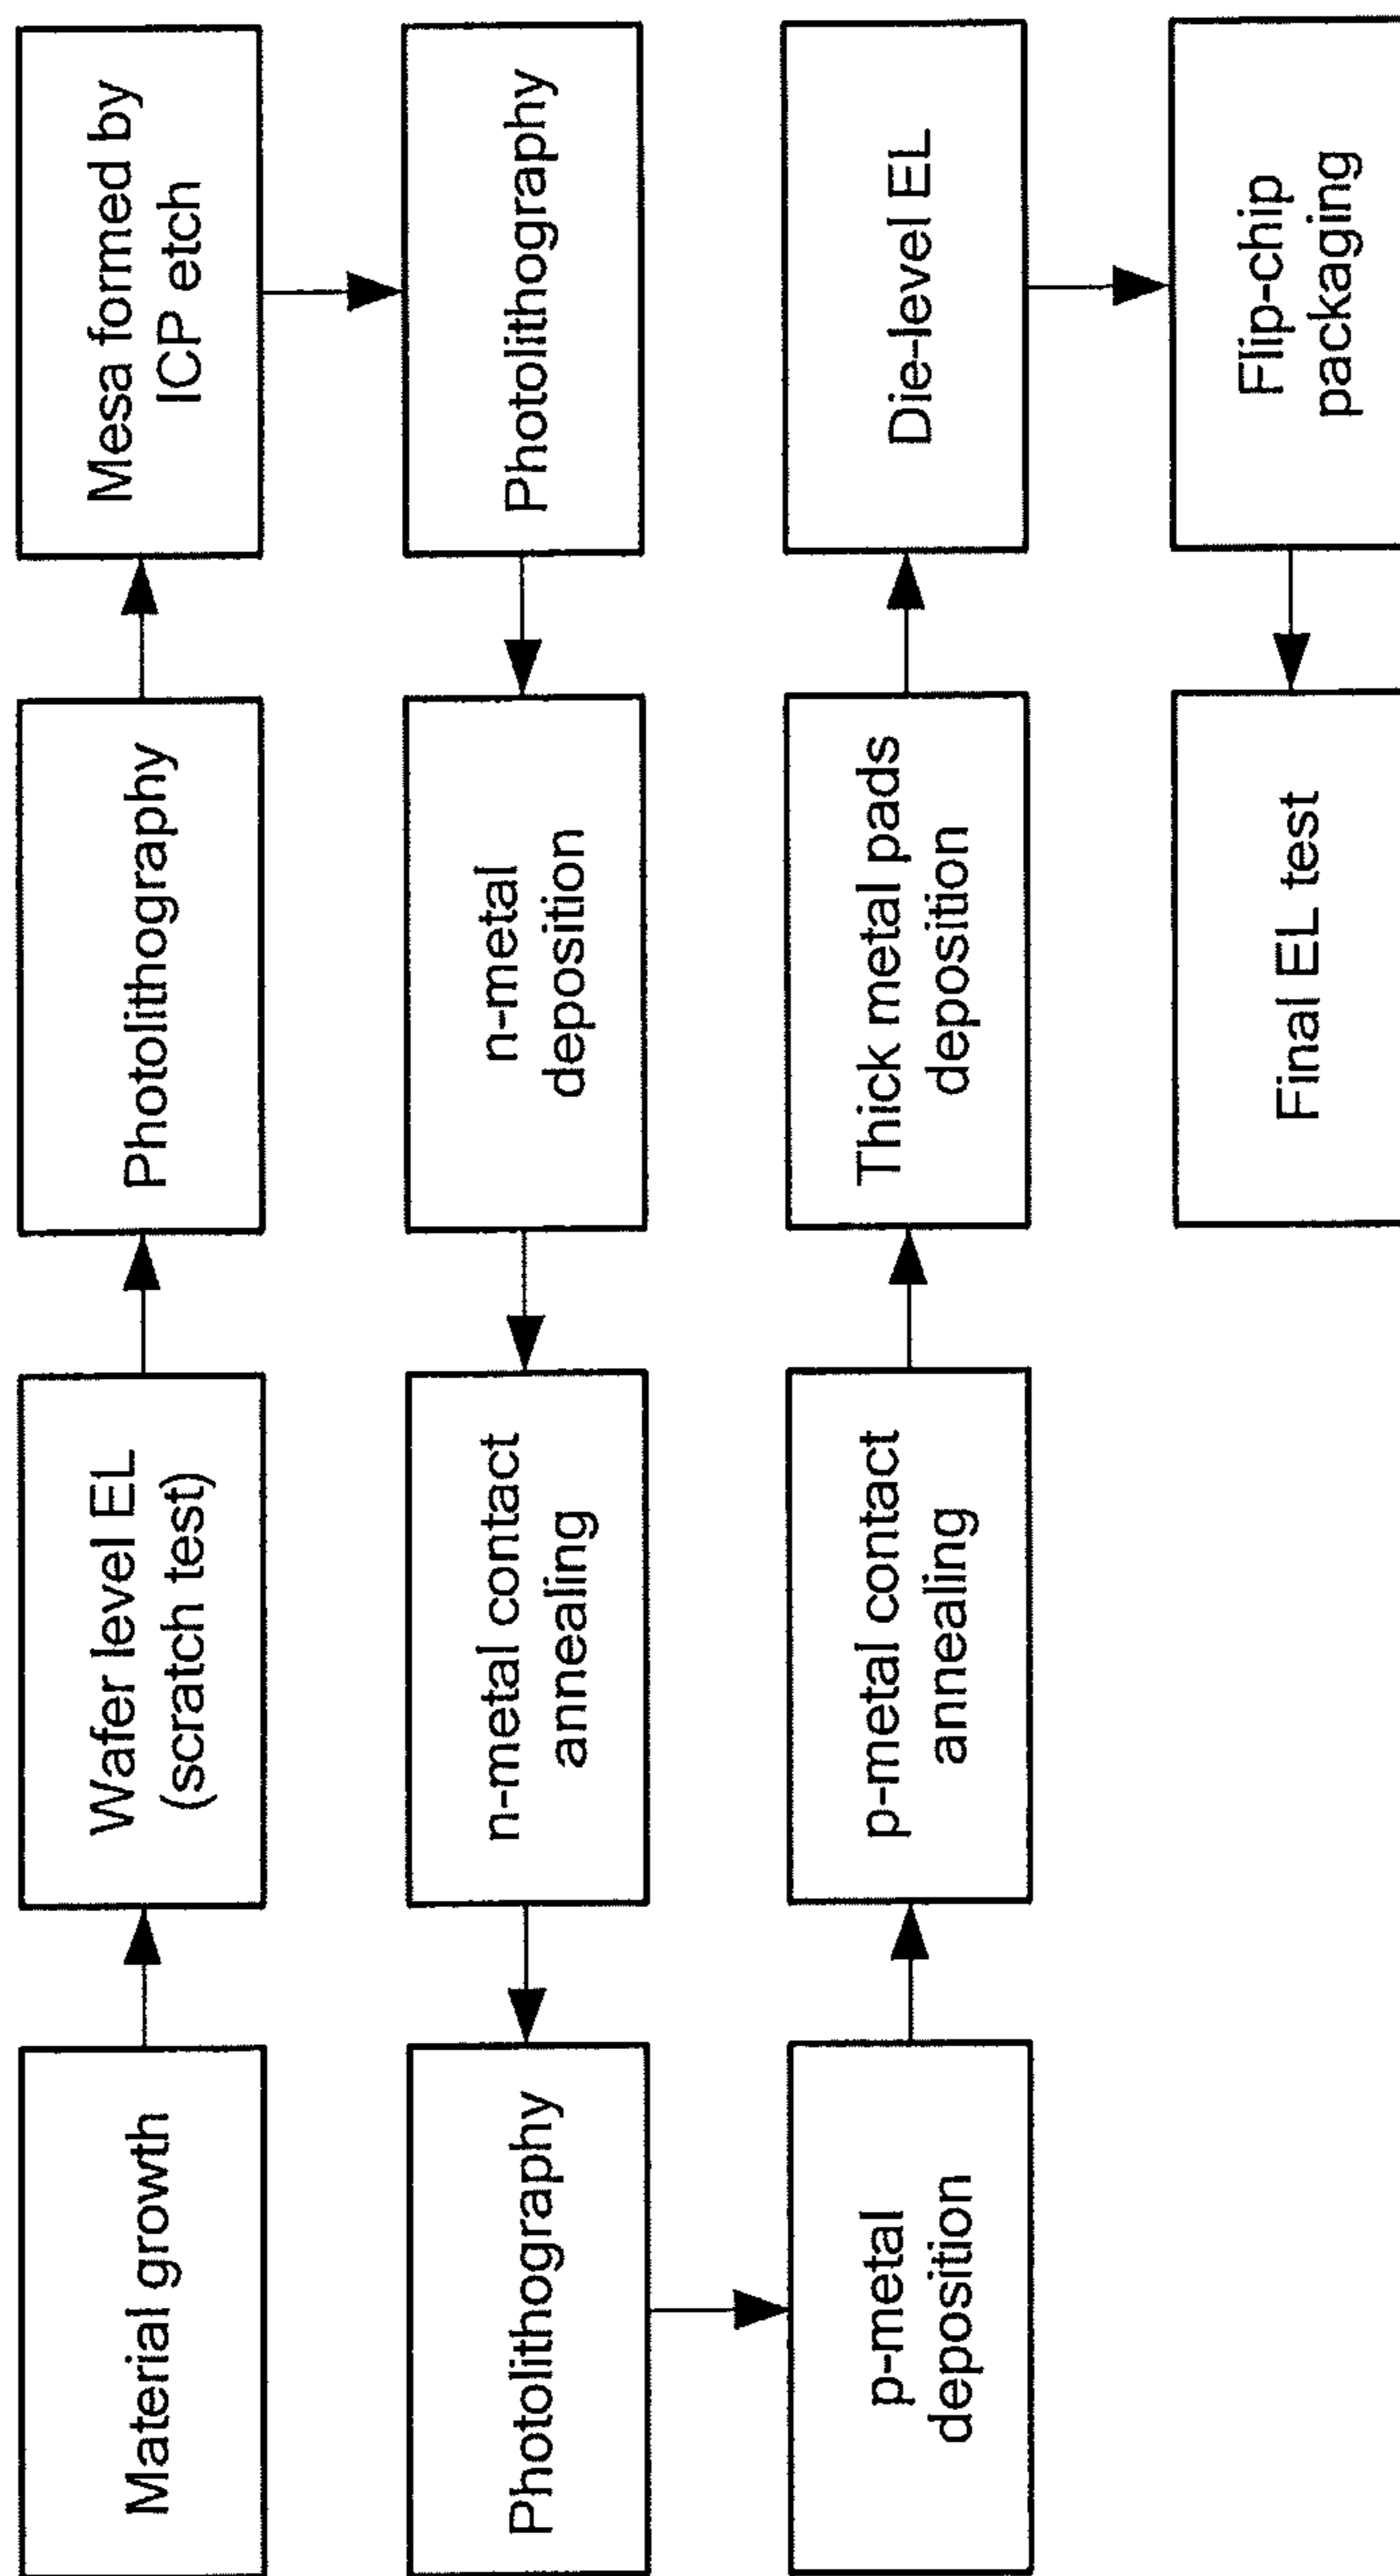 Material growth
Wafer level EL
(scratch test)
Photolithography
Mesa formed by
ICP etch
Photolithography
n-metal
deposition
n-metal contact
annealing
Photolithography
p-metal
deposition
p-metal contact
annealing
Thick metal pads
deposition
Die-level EL
Flip-chip
packaging
Final EL test